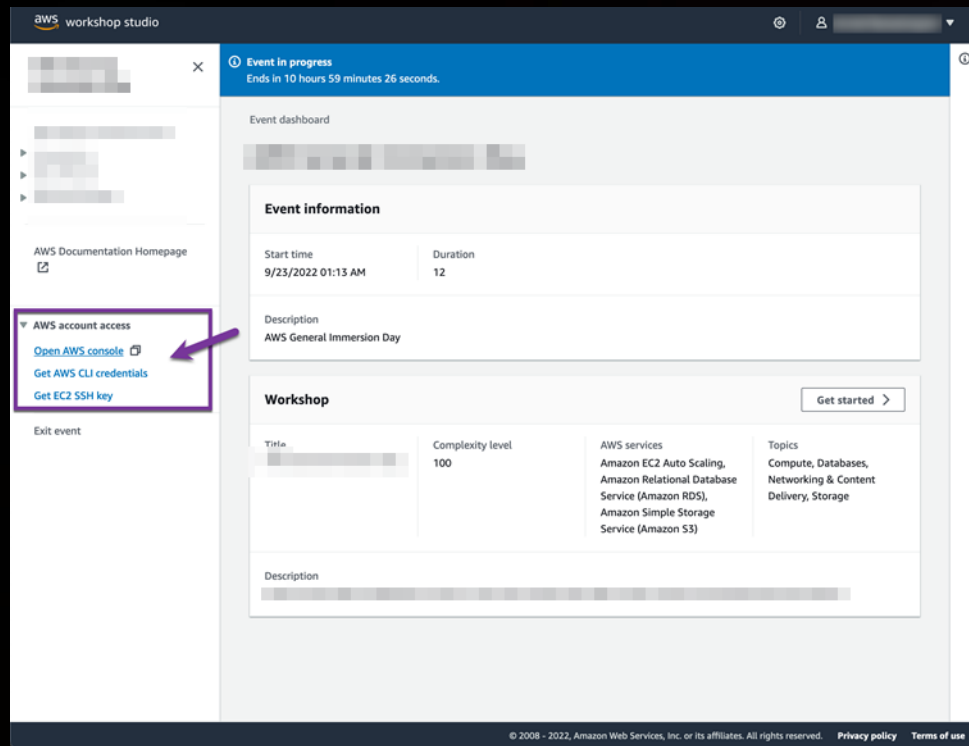 aws workshop studio
Event in progress
Ends in 10 hours 59 minutes 26 seconds.
AWS Documentation Homepage
AWS account access
Open AWS console
Get AWS CLI credentials
Get EC2 SSH key
Exit event
Event dashboard
Event information
Start time
9/23/2022 01:13 AM
Duration
12
Description
AWS General Immersion Day
Workshop
Get started
Title
Complexity level
100
AWS services
Amazon EC2 Auto Scaling,
Amazon Relational Database
Service (Amazon RDS),
Amazon Simple Storage
Service (Amazon S3)
Topics
Compute, Databases,
Networking & Content
Delivery, Storage
Description
© 2008 - 2022, Amazon Web Services, Inc. or its affiliates. All rights reserved. Privacy policy Terms of use